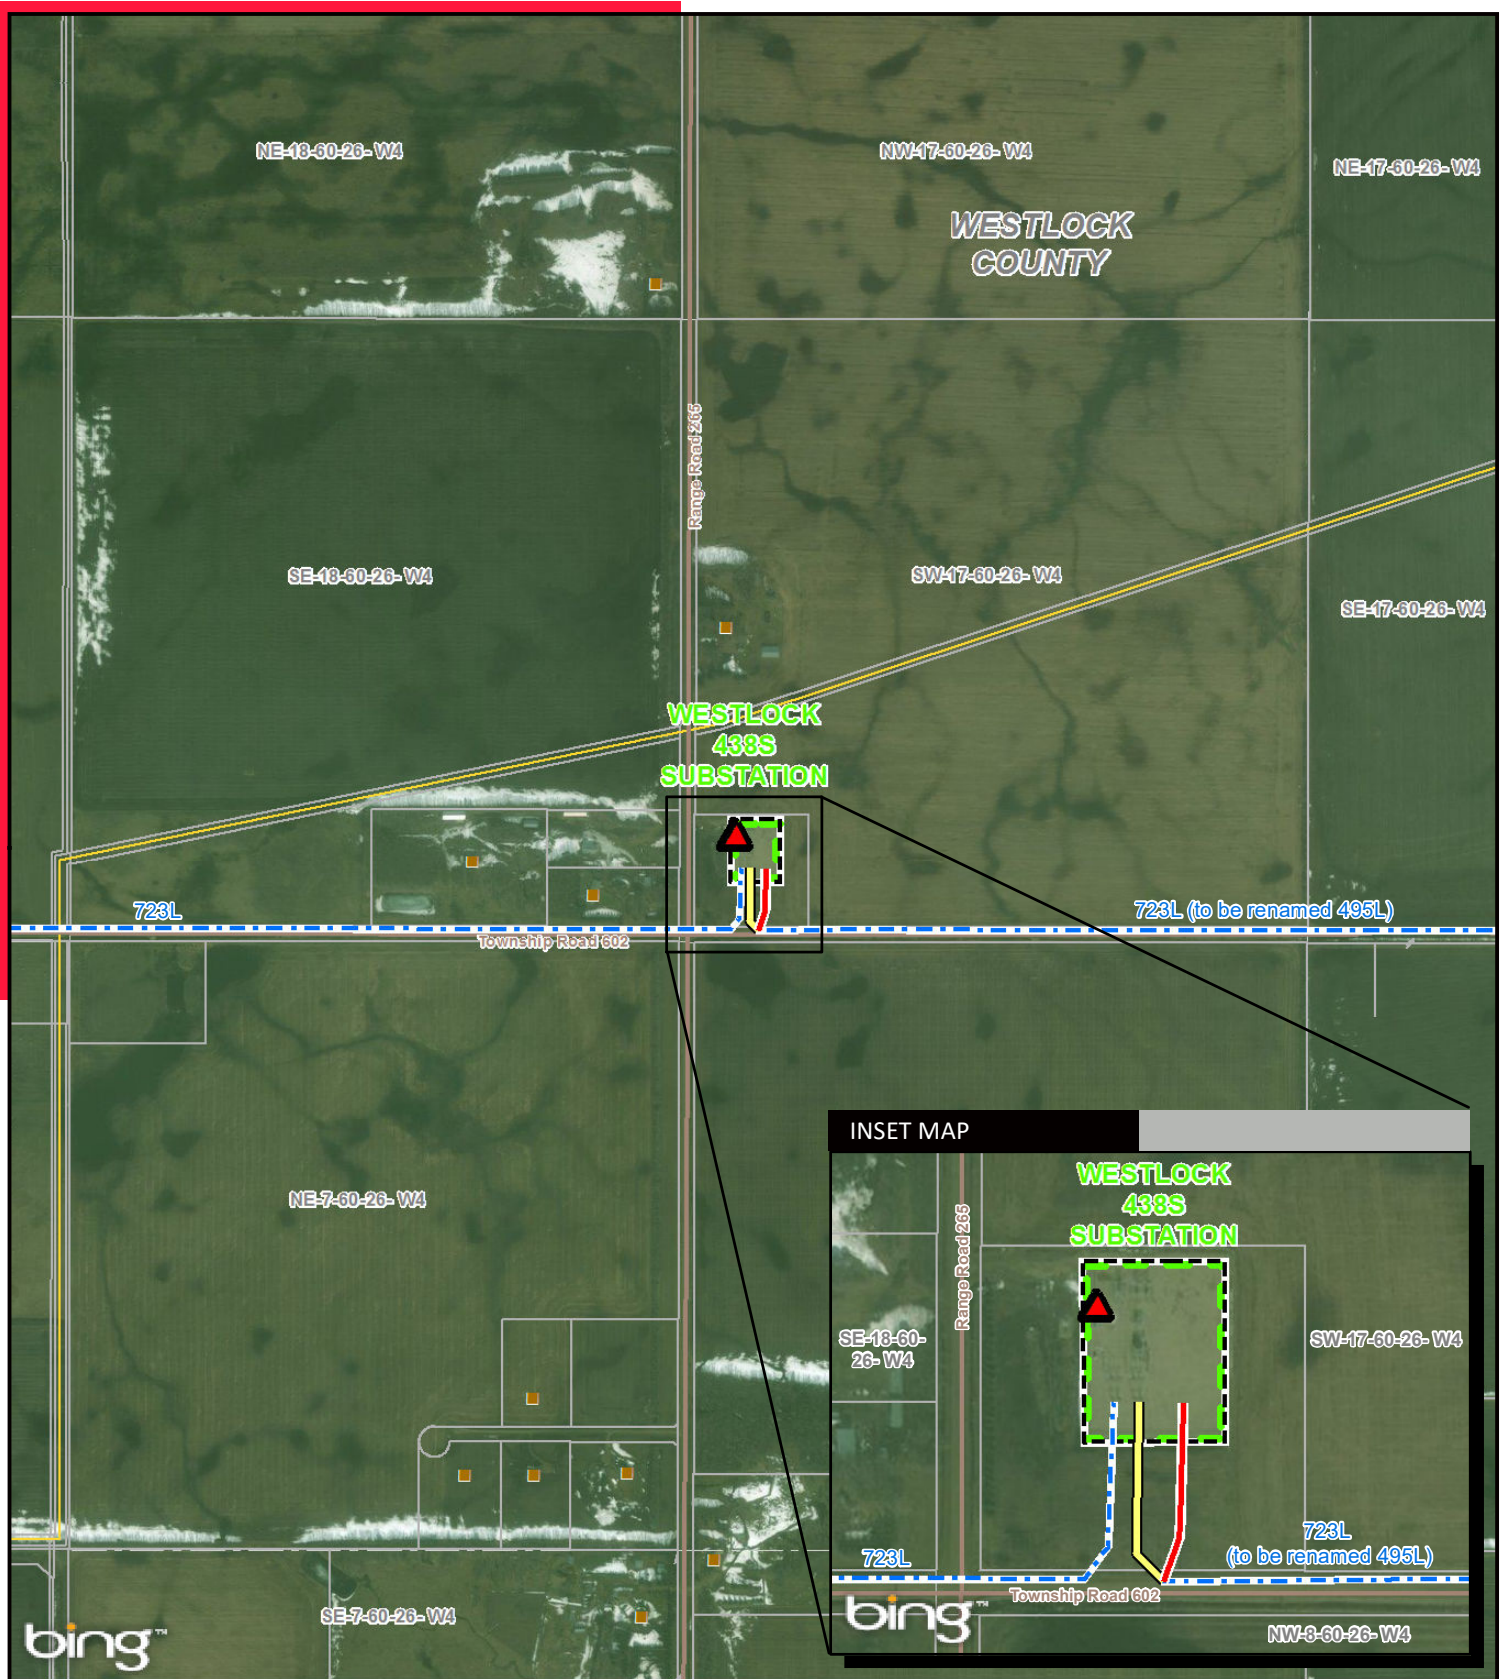 NE-18-60-26- W4
NW-17-60-26- W4
NE-17-60-26- W4
WESTLOCK
COUNTY
Range Road 265
SE-18-60-26- W4
SW-17-60-26- W4
SE-17-60-26- W4
WESTLOCK
438S
SUBSTATION
723L
723L (to be renamed 495L)
Township Road 602
NE-7-60-26- W4
SE-7-60-26- W4
bing™
INSET MAP
WESTLOCK
438S
SUBSTATION
Range Road 265
SE-18-60-
26- W4
SW-17-60-26- W4
723L
723L
(to be renamed 495L)
Township Road 602
NW-8-60-26- W4
bing™